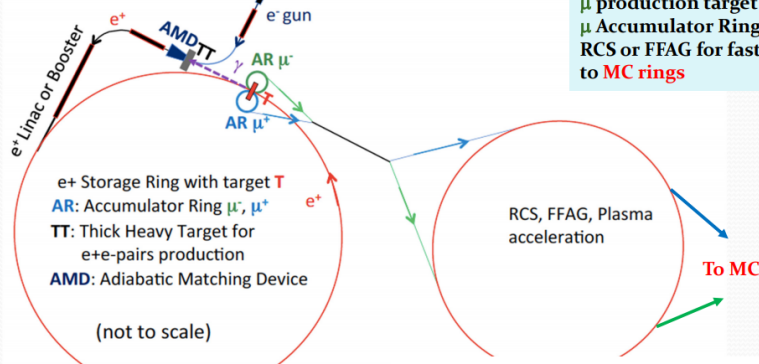 e⁺
e⁻ gun
AMD
TT
e⁺ Linac or Booster
γ
AR μ⁻
T
AR μ⁺
μ production target
μ Accumulator Ring
RCS or FFAG for fast
to MC rings
e+ Storage Ring with target T
AR: Accumulator Ring μ⁻, μ⁺
e⁺
TT: Thick Heavy Target for
e+e-pairs production
AMD: Adiabatic Matching Device
(not to scale)
RCS, FFAG, Plasma
acceleration
To MC